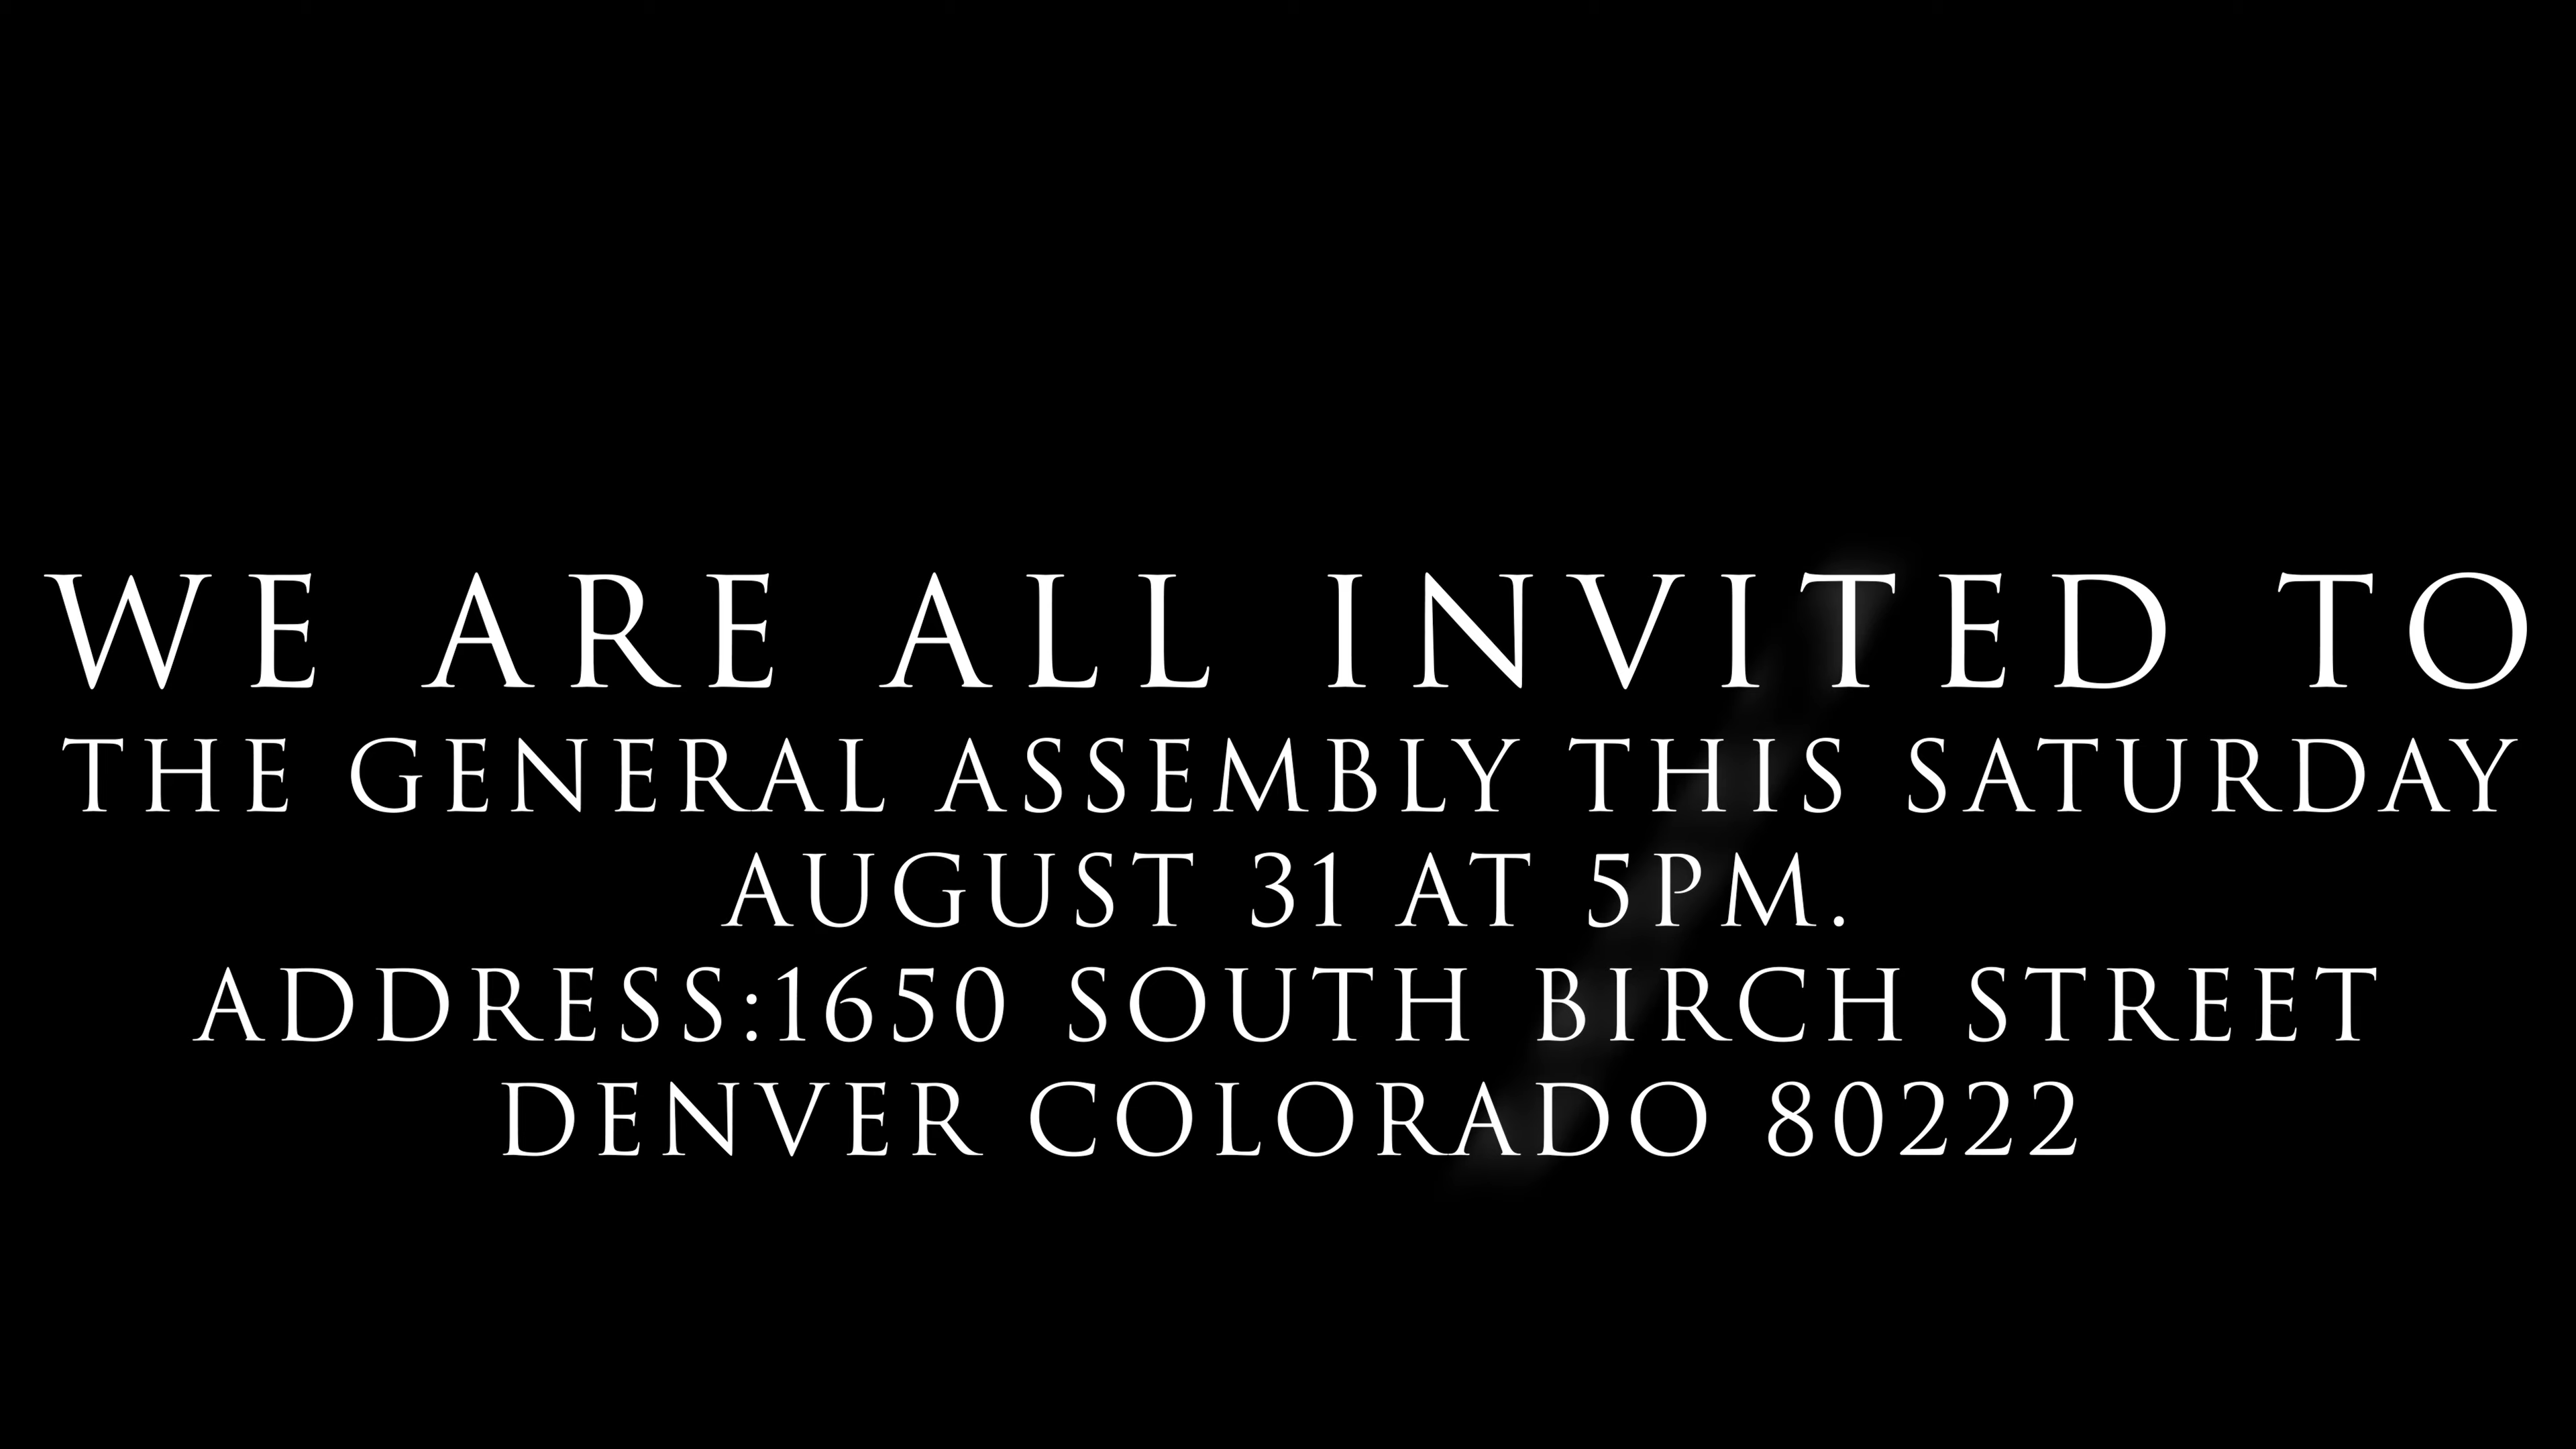 WE ARE ALL INVITED TO
THE GENERAL ASSEMBLY THIS SATURDAY
AUGUST 31 AT 5PM.
ADDRESS:1650 SOUTH BIRCH STREET
DENVER COLORADO 80222